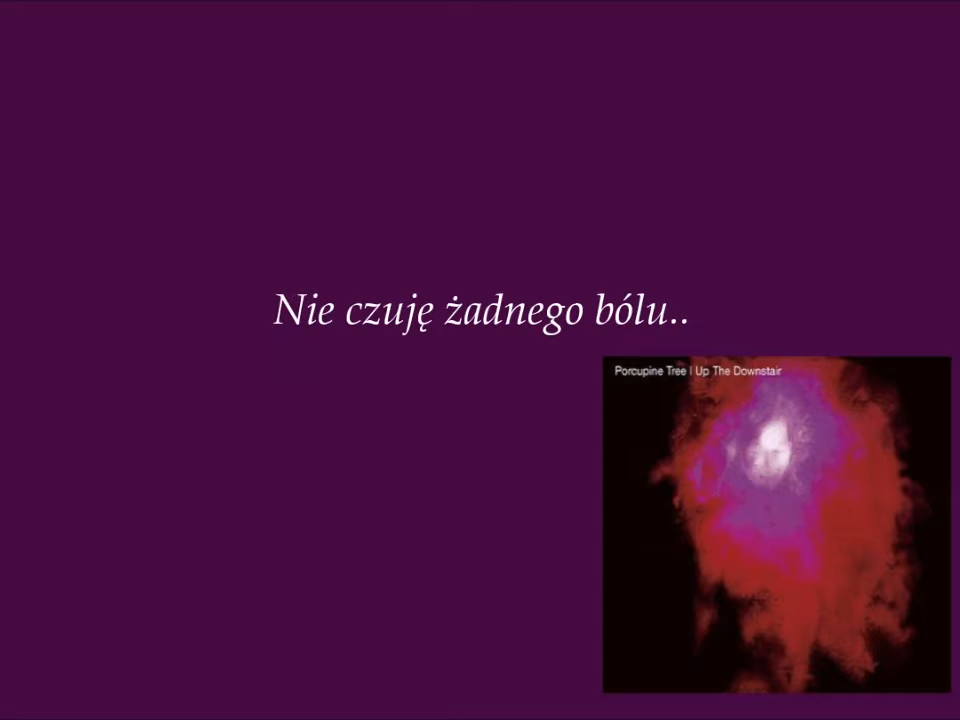 Nie czuję żadnego bólu..
Porcupine Tree | Up The Downstair